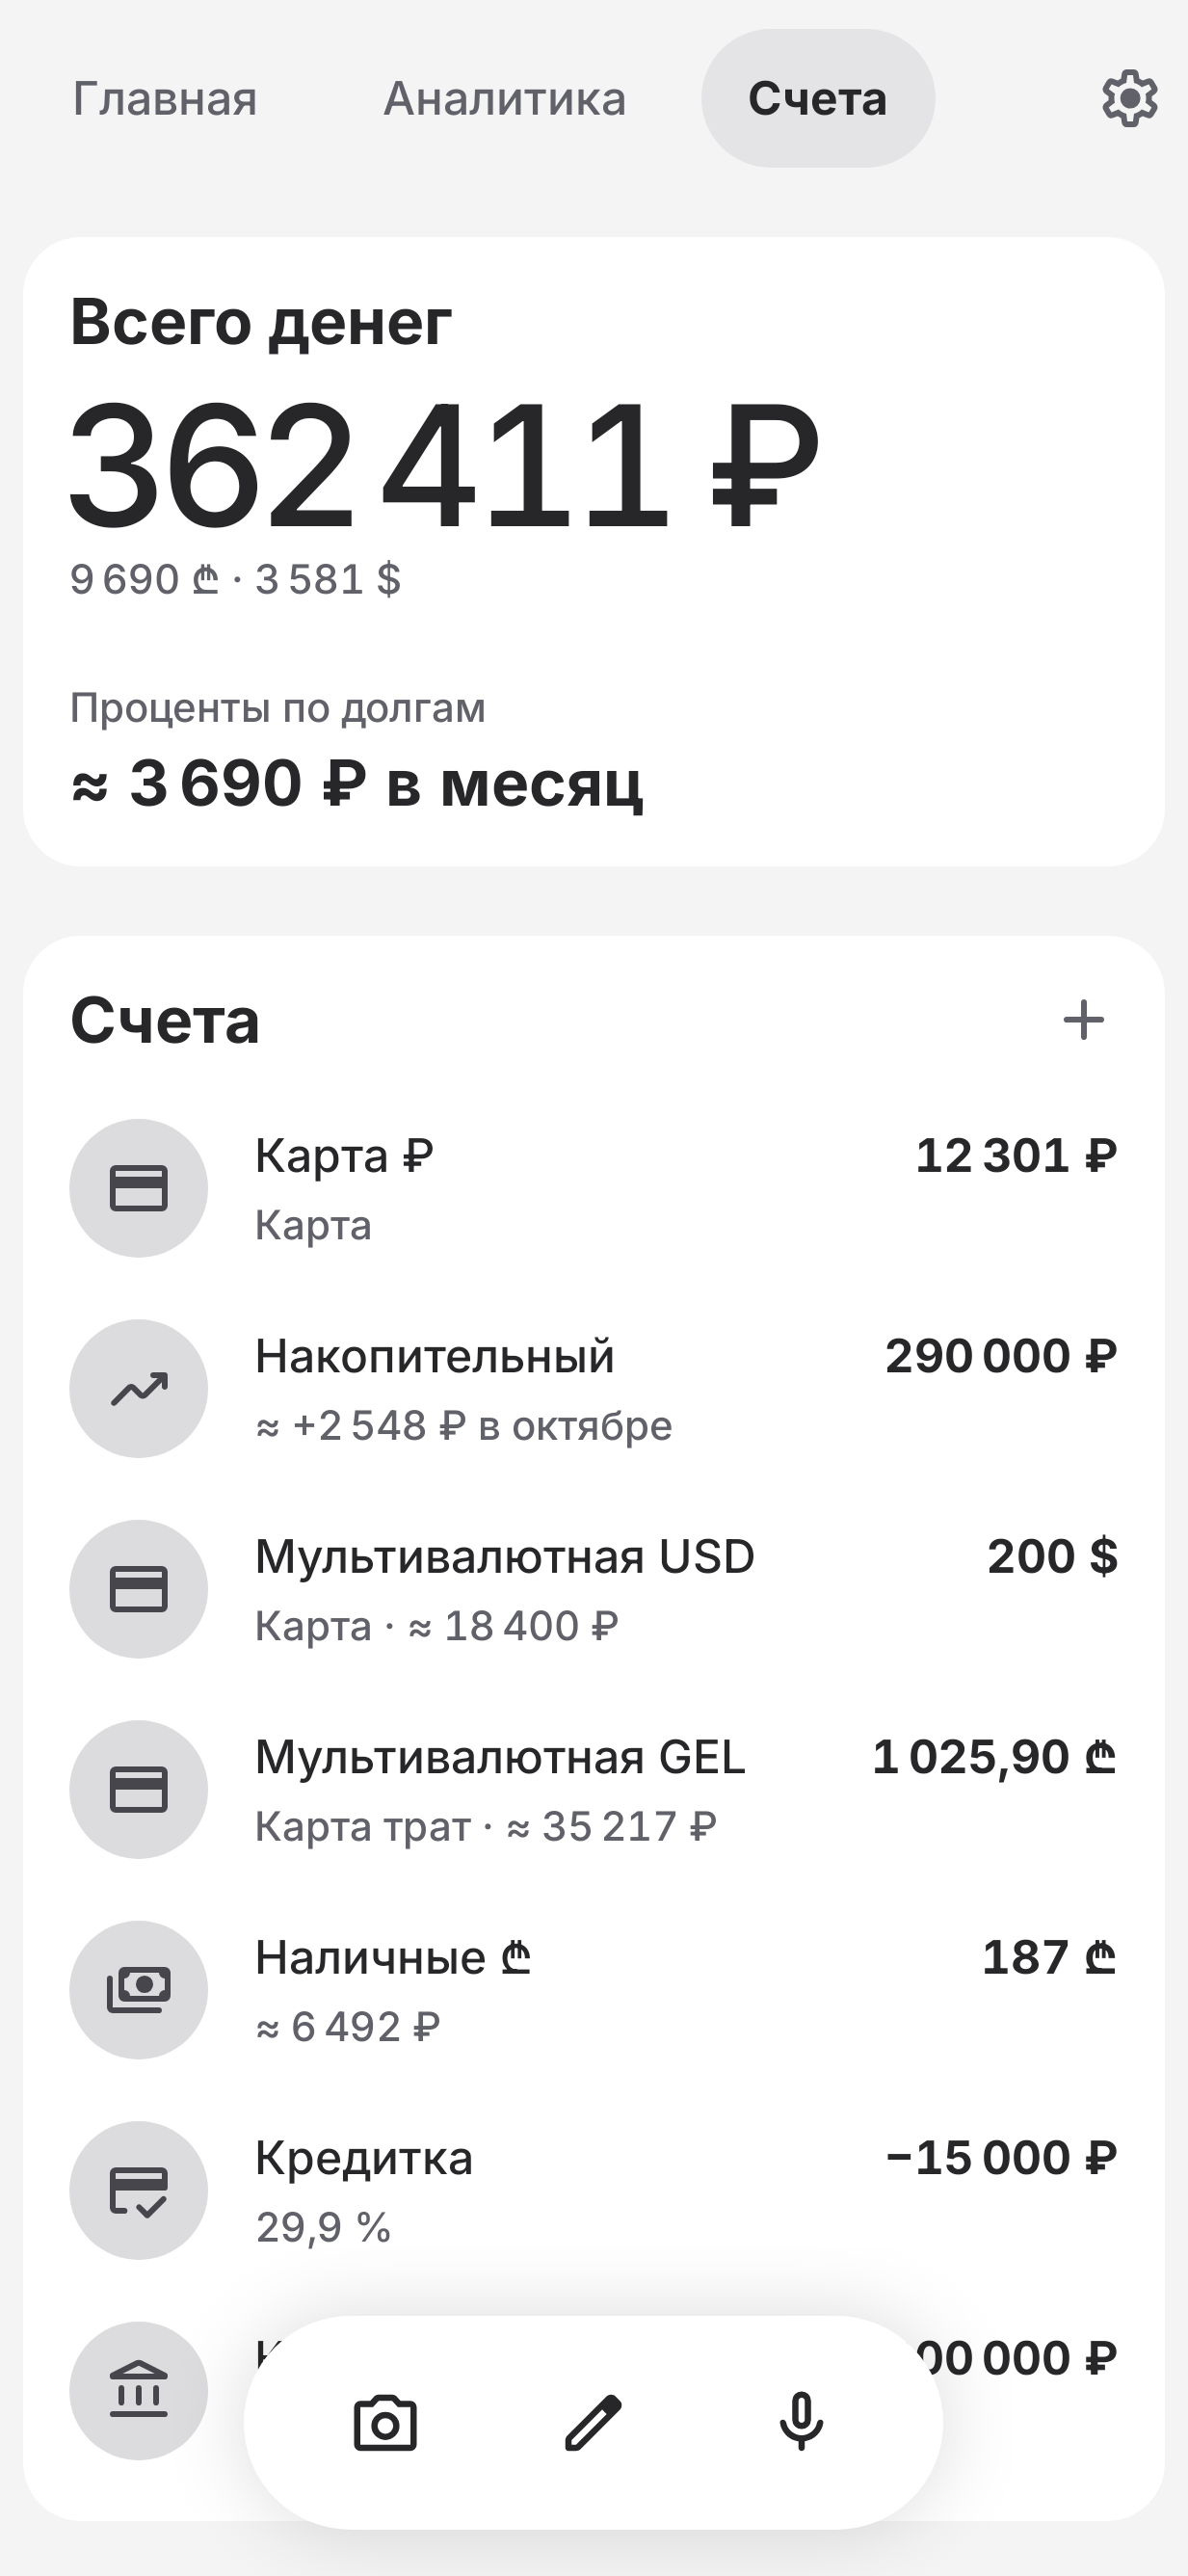 Главная Аналитика Счета
Всего денег
362 411 ₽
9 690 ₾ · 3 581 $
Проценты по долгам
≈ 3 690 ₽ в месяц
Счета
Карта ₽ 12 301 ₽
Карта
Накопительный 290 000 ₽
≈ +2 548 ₽ в октябре
Мультивалютная USD 200 $
Карта · ≈ 18 400 ₽
Мультивалютная GEL 1 025,90 ₾
Карта трат · ≈ 35 217 ₽
Наличные ₾ 187 ₾
≈ 6 492 ₽
Кредитка −15 000 ₽
29,9 %
00 000 ₽